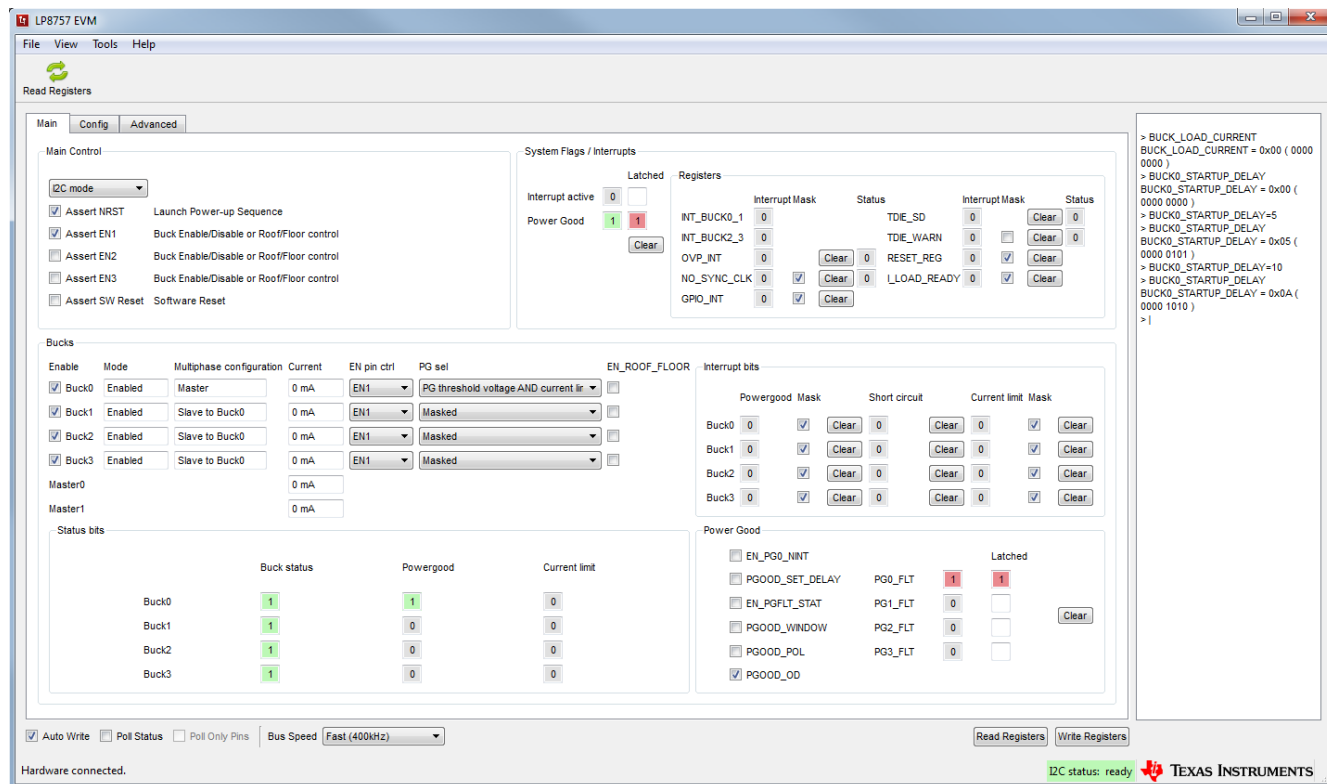 LP8757 EVM
File View Tools Help
Read Registers
Main Config Advanced
Main Control
I2C mode
Assert NRST Launch Power-up Sequence
Assert EN1 Buck Enable/Disable or Roof/Floor control
Assert EN2 Buck Enable/Disable or Roof/Floor control
Assert EN3 Buck Enable/Disable or Roof/Floor control
Assert SW Reset Software Reset
System Flags / Interrupts
Latched
Interrupt active 0
Power Good 1 1
Clear
Registers
Interrupt Mask Status Interrupt Mask Status
INT_BUCK0_1 0 TDIE_SD 0 Clear 0
INT_BUCK2_3 0 TDIE_WARN 0 Clear 0
OVP_INT 0 Clear 0 RESET_REG 0 Clear
NO_SYNC_CLK 0 Clear 0 I_LOAD_READY 0 Clear
GPIO_INT 0 Clear
Bucks
Enable Mode Multiphase configuration Current EN pin ctrl PG sel EN_ROOF_FLOOR
Buck0 Enabled Master 0 mA EN1 PG threshold voltage AND current lir
Buck1 Enabled Slave to Buck0 0 mA EN1 Masked
Buck2 Enabled Slave to Buck0 0 mA EN1 Masked
Buck3 Enabled Slave to Buck0 0 mA EN1 Masked
Master0 0 mA
Master1 0 mA
Interrupt bits
Powergood Mask Short circuit Current limit Mask
Buck0 0 Clear 0 Clear 0 Clear
Buck1 0 Clear 0 Clear 0 Clear
Buck2 0 Clear 0 Clear 0 Clear
Buck3 0 Clear 0 Clear 0 Clear
Status bits
Buck status Powergood Current limit
Buck0 1 1 0
Buck1 1 0 0
Buck2 1 0 0
Buck3 1 0 0
Power Good
EN_PG0_NINT Latched
PGOOD_SET_DELAY PG0_FLT 1 1
EN_PGFLT_STAT PG1_FLT 0
Clear
PGOOD_WINDOW PG2_FLT 0
PGOOD_POL PG3_FLT 0
PGOOD_OD
> BUCK_LOAD_CURRENT
BUCK_LOAD_CURRENT = 0x00 ( 0000
0000 )
> BUCK0_STARTUP_DELAY
BUCK0_STARTUP_DELAY = 0x00 (
0000 0000 )
> BUCK0_STARTUP_DELAY=5
> BUCK0_STARTUP_DELAY
BUCK0_STARTUP_DELAY = 0x05 (
0000 0101 )
> BUCK0_STARTUP_DELAY=10
> BUCK0_STARTUP_DELAY
BUCK0_STARTUP_DELAY = 0x0A (
0000 1010 )
> |
Auto Write Poll Status Poll Only Pins Bus Speed Fast (400kHz) Read Registers Write Registers
Hardware connected. I2C status: ready TEXAS INSTRUMENTS